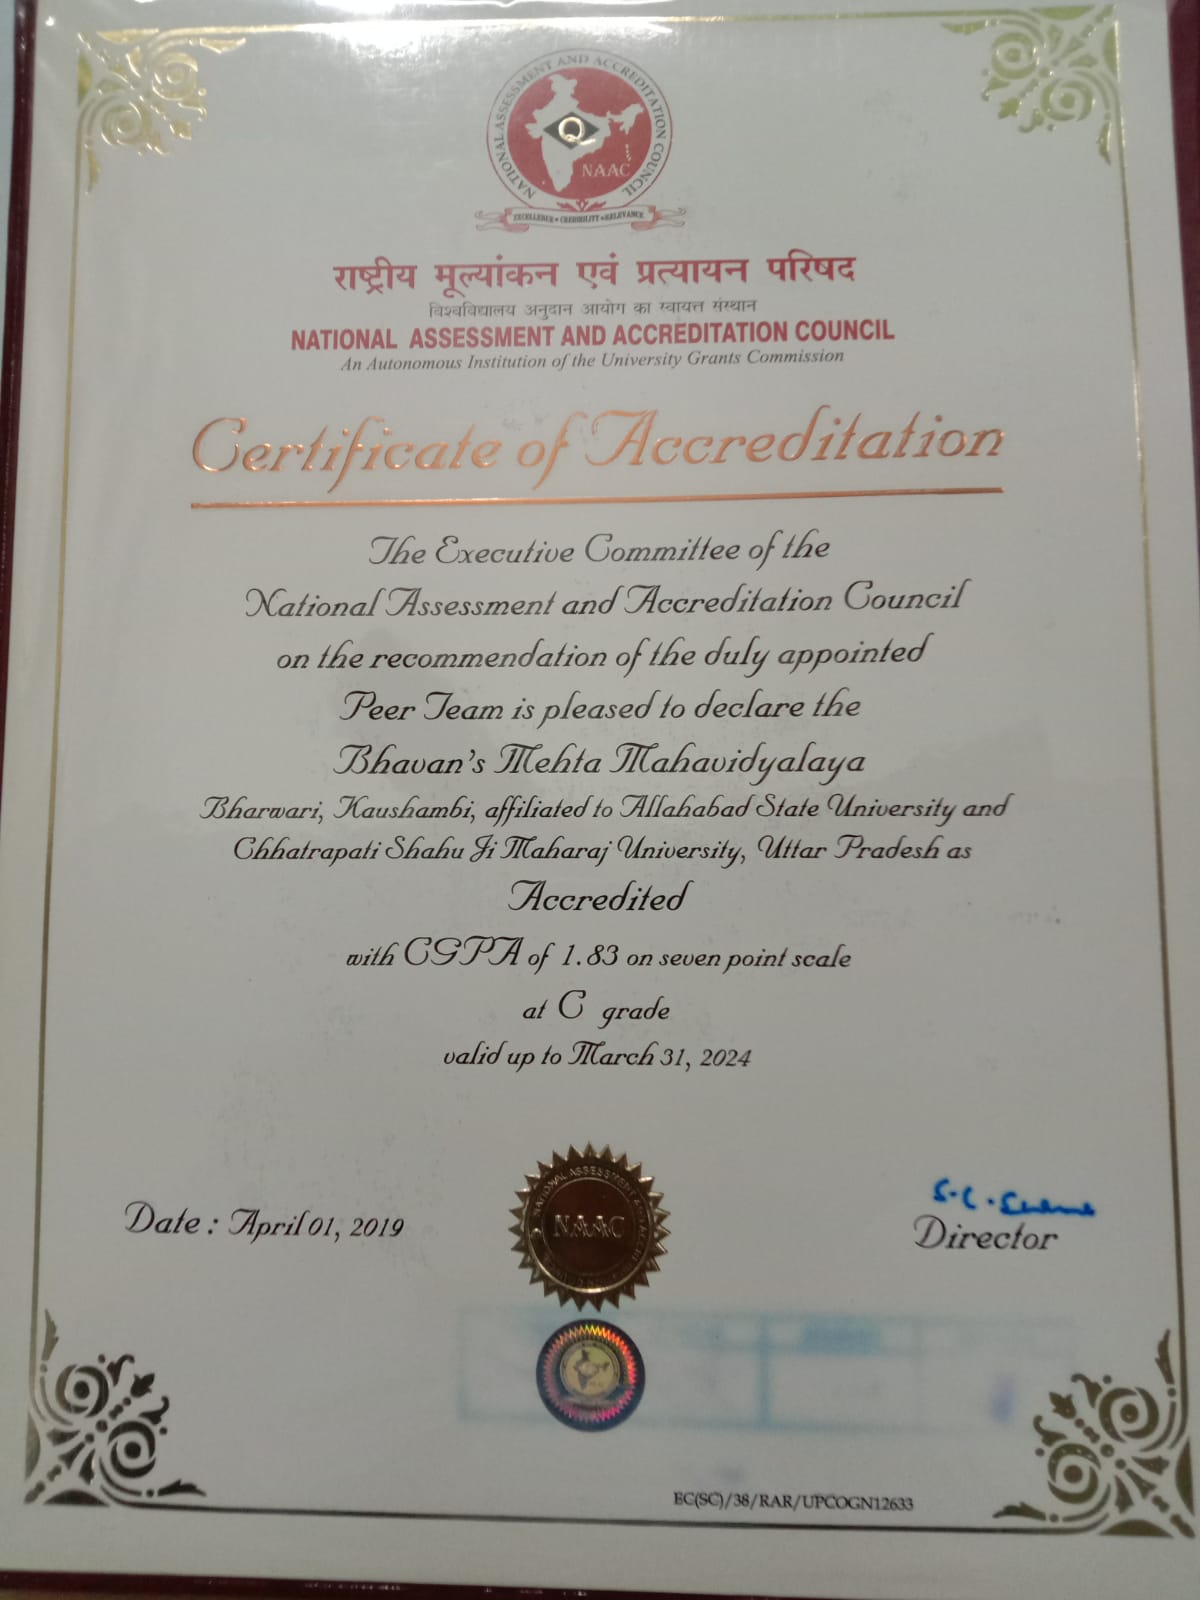 NATIONAL ASSESSMENT AND ACCREDITATION COUNCIL
Q
NAAC
EXCELLENCE • CREDIBILITY • RELEVANCE
राष्ट्रीय मूल्यांकन एवं प्रत्यायन परिषद
विश्वविद्यालय अनुदान आयोग का स्वायत्त संस्थान
NATIONAL ASSESSMENT AND ACCREDITATION COUNCIL
An Autonomous Institution of the University Grants Commission
Certificate of Accreditation
The Executive Committee of the
National Assessment and Accreditation Council
on the recommendation of the duly appointed
Peer Team is pleased to declare the
Bhavan's Mehta Mahavidyalaya
Bharwari, Kaushambi, affiliated to Allahabad State University and
Chhatrapati Shahu Ji Maharaj University, Uttar Pradesh as
Accredited
with CGPA of 1.83 on seven point scale
at C grade
valid up to March 31, 2024
Date : April 01, 2019
NAAC
S.C.
Director
EC(SC)/38/RAR/UPCOGN12633